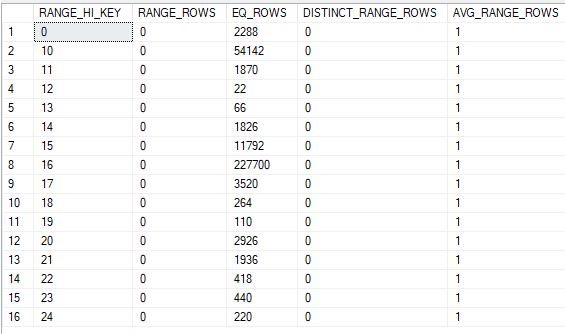 RANGE_HI_KEY RANGE_ROWS EQ_ROWS DISTINCT_RANGE_ROWS AVG_RANGE_ROWS
1 0 0 2288 0 1
2 10 0 54142 0 1
3 11 0 1870 0 1
4 12 0 22 0 1
5 13 0 66 0 1
6 14 0 1826 0 1
7 15 0 11792 0 1
8 16 0 227700 0 1
9 17 0 3520 0 1
10 18 0 264 0 1
11 19 0 110 0 1
12 20 0 2926 0 1
13 21 0 1936 0 1
14 22 0 418 0 1
15 23 0 440 0 1
16 24 0 220 0 1